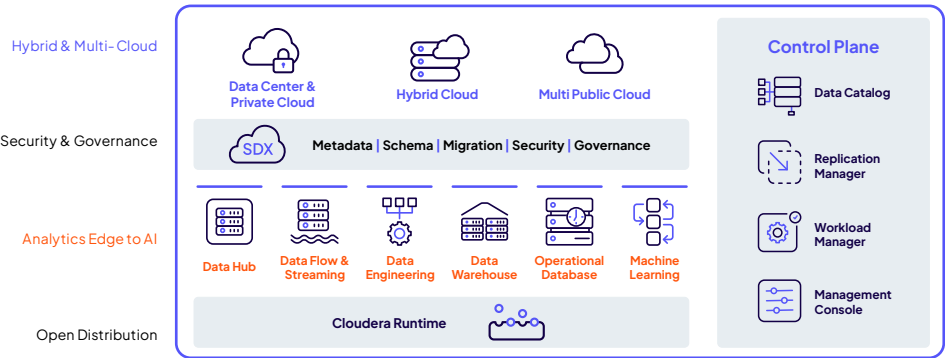 Hybrid & Multi-Cloud
Data Center &
Private Cloud
Hybrid Cloud
Multi Public Cloud
Security & Governance
SDX
Metadata | Schema | Migration | Security | Governance
Analytics Edge to AI
Data Hub
Data Flow &
Streaming
Data
Engineering
Data
Warehouse
Operational
Database
Machine
Learning
Open Distribution
Cloudera Runtime
Control Plane
Data Catalog
Replication
Manager
Workload
Manager
Management
Console